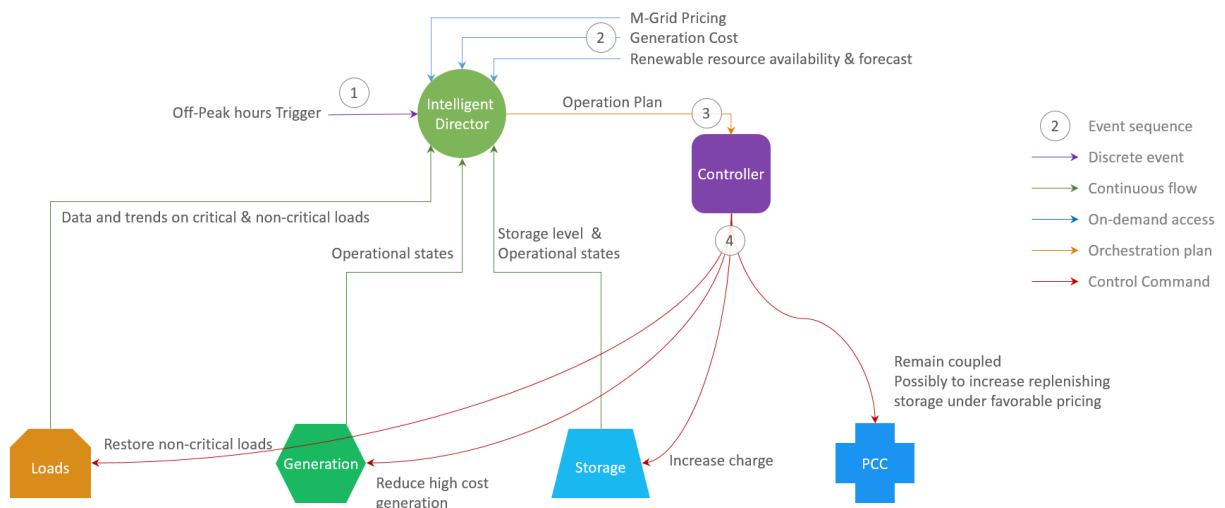 M-Grid Pricing
2
Generation Cost
Renewable resource availability & forecast
1
Off-Peak hours Trigger
Intelligent
Director
Operation Plan
3
Controller
4
Data and trends on critical & non-critical loads
Operational states
Storage level &
Operational states
Remain coupled
Possibly to increase replenishing
storage under favorable pricing
Restore non-critical loads
Loads
Generation
Reduce high cost
generation
Storage
Increase charge
PCC
2
Event sequence
Discrete event
Continuous flow
On-demand access
Orchestration plan
Control Command